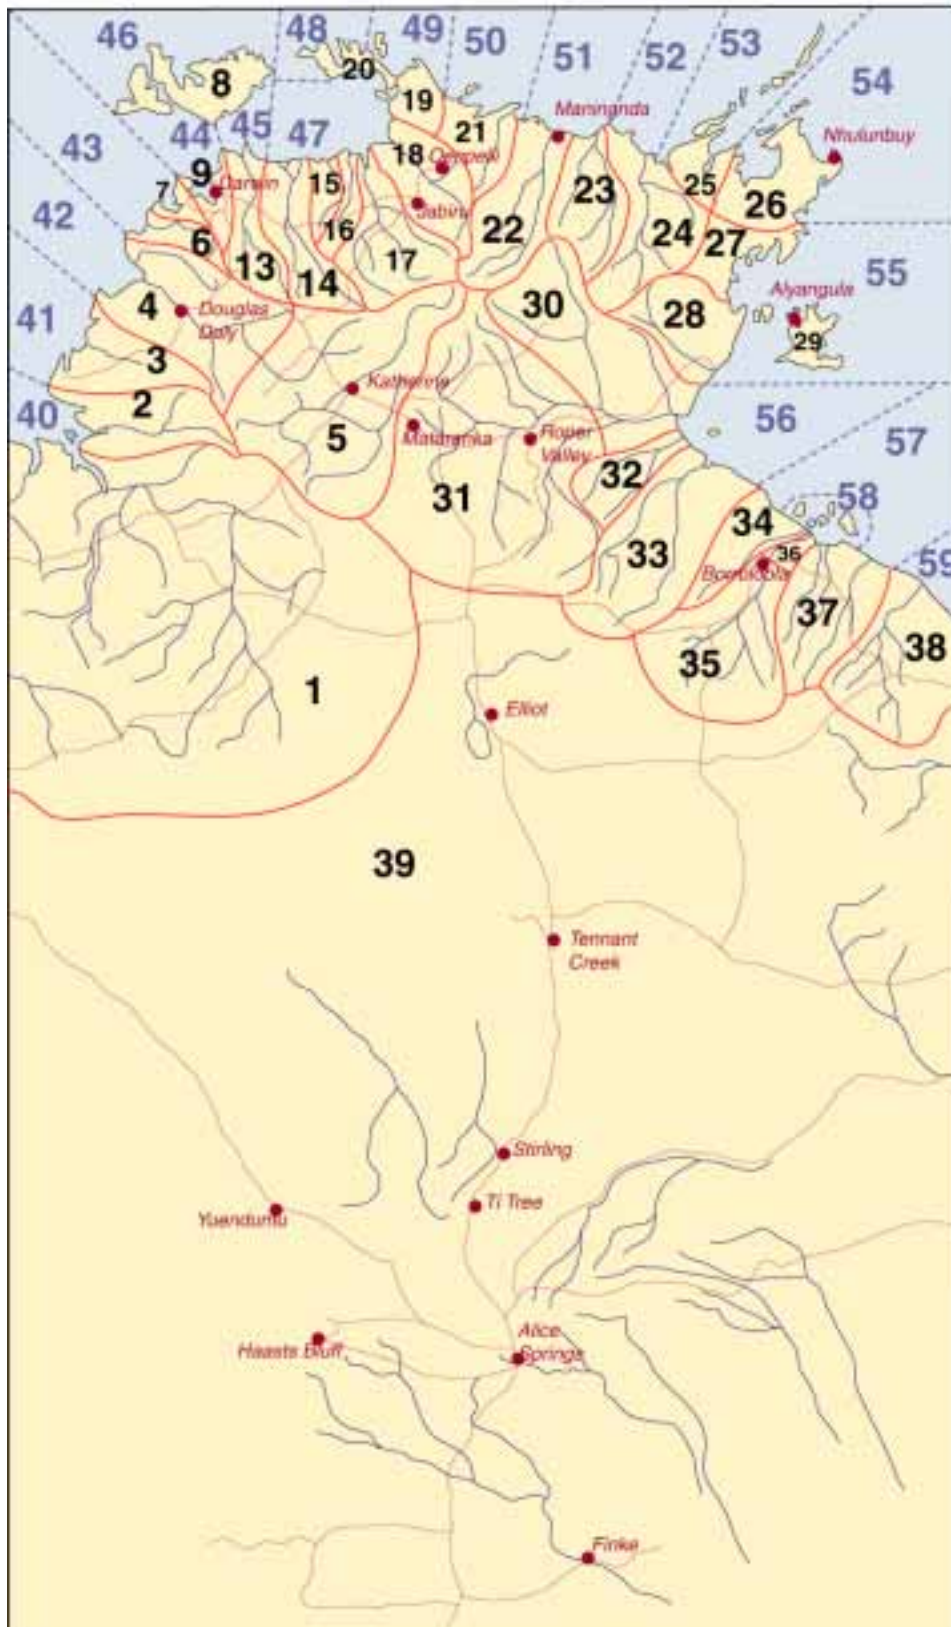 46
48
49
50
51
52
53
54
8
20
19
21
Maningrida
Nhulunbuy
43
44
45
47
18
Oenpelli
9
Darwin
15
Jabiru
23
25
26
7
42
6
16
22
24
27
13
17
14
30
28
Alyangula
55
4
Douglas
Daly
29
41
3
2
Katherine
40
5
Mataranka
Roper
Valley
56
57
32
31
58
33
34
36
Borroloola
59
37
38
1
35
Elliot
39
Tennant
Creek
Stirling
Ti Tree
Yuendumu
Haasts Bluff
Alice
Springs
Finke